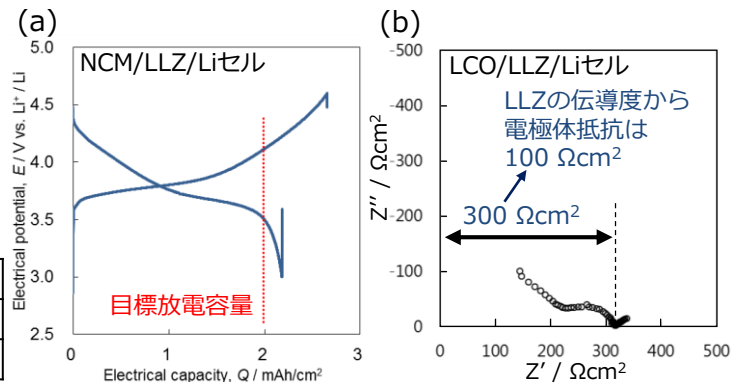 (a)
NCM/LLZ/Liセル
5.0
4.5
4.0
3.5
3.0
2.5
Electrical potential, E / V vs. Li⁺ / Li
目標放電容量
0
1
2
3
Electrical capacity, Q / mAh/cm²
(b)
LCO/LLZ/Liセル
LLZの伝導度から
電極体抵抗は
100 Ωcm²
300 Ωcm²
-500
-400
-300
-200
-100
0
Z'' / Ωcm²
0
100
200
300
400
500
Z' / Ωcm²